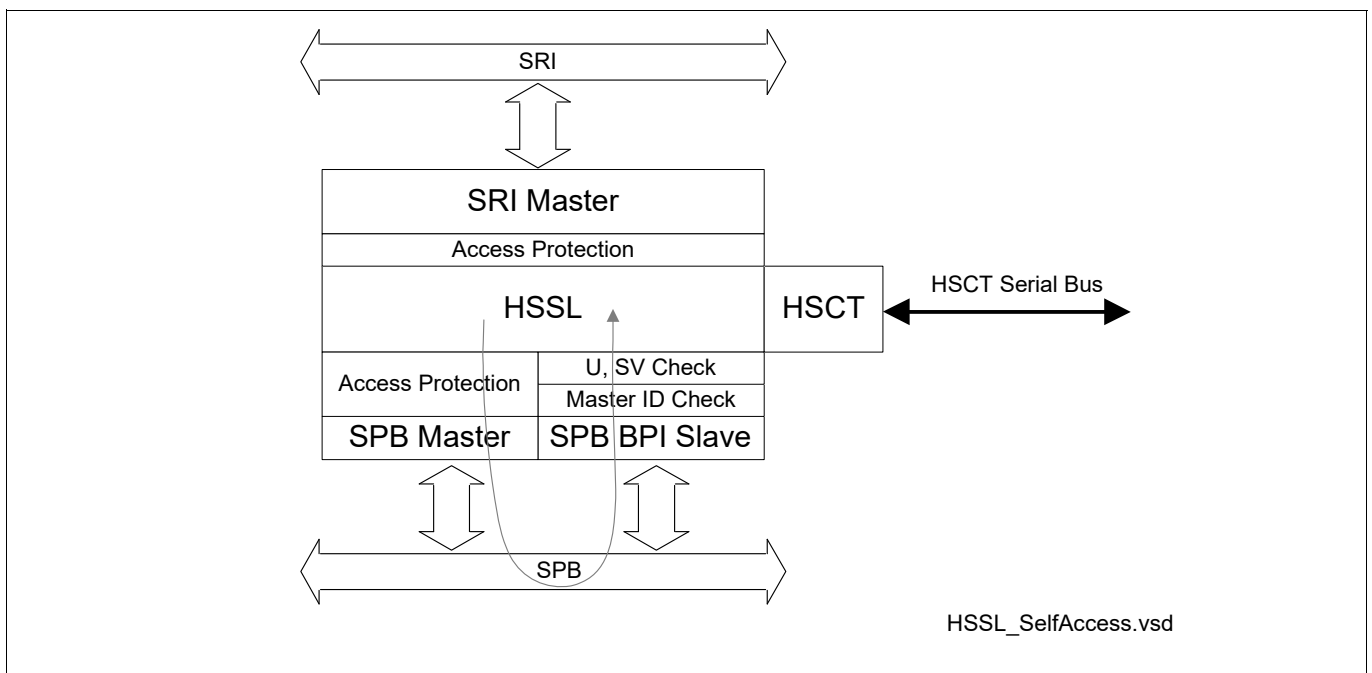 SRI
SRI Master
Access Protection
HSSL
HSCT
HSCT Serial Bus
Access Protection
U, SV Check
Master ID Check
SPB Master
SPB BPI Slave
SPB
HSSL_SelfAccess.vsd